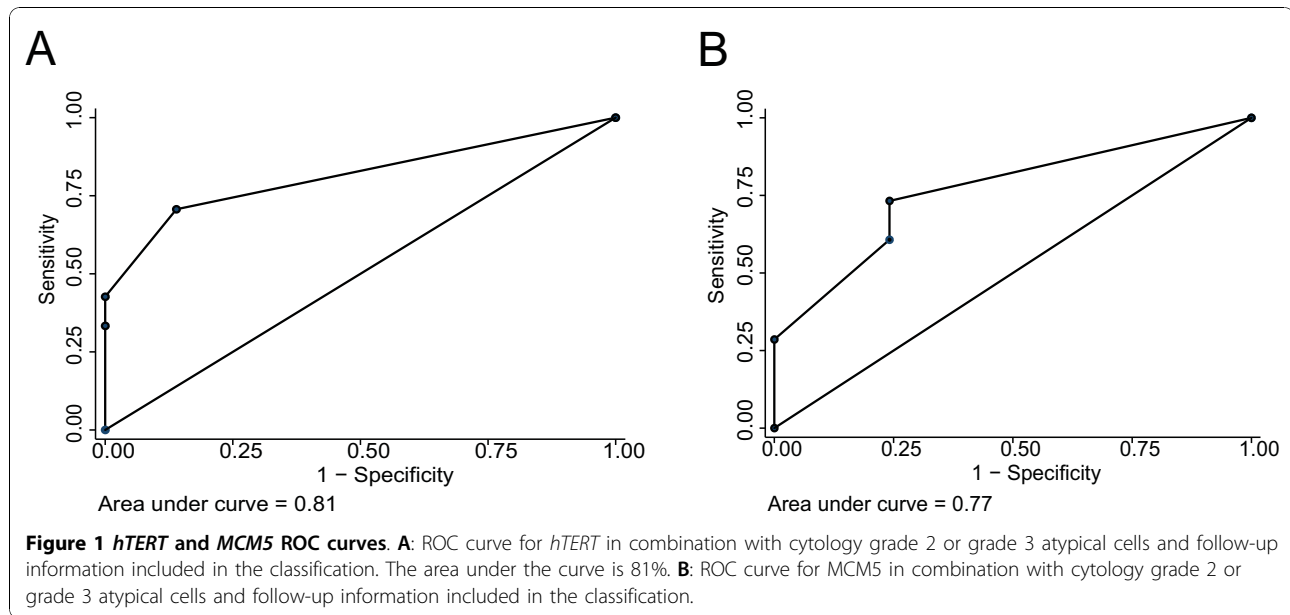 A
B
1.00
0.75
0.50
0.25
0.00
Sensitivity
0.00 0.25 0.50 0.75 1.00
1 − Specificity
Area under curve = 0.81
1.00
0.75
0.50
0.25
0.00
Sensitivity
0.00 0.25 0.50 0.75 1.00
1 − Specificity
Area under curve = 0.77
Figure 1 hTERT and MCM5 ROC curves. A: ROC curve for hTERT in combination with cytology grade 2 or grade 3 atypical cells and follow-up
information included in the classification. The area under the curve is 81%. B: ROC curve for MCM5 in combination with cytology grade 2 or
grade 3 atypical cells and follow-up information included in the classification.